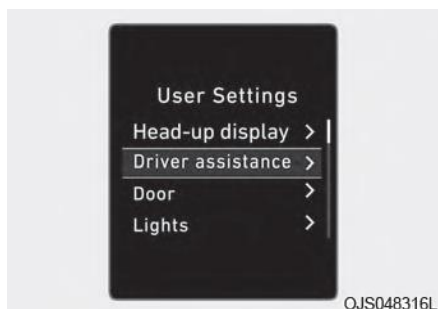 User Settings
Head-up display >
Driver assistance >
Door >
Lights >
OJS048316L